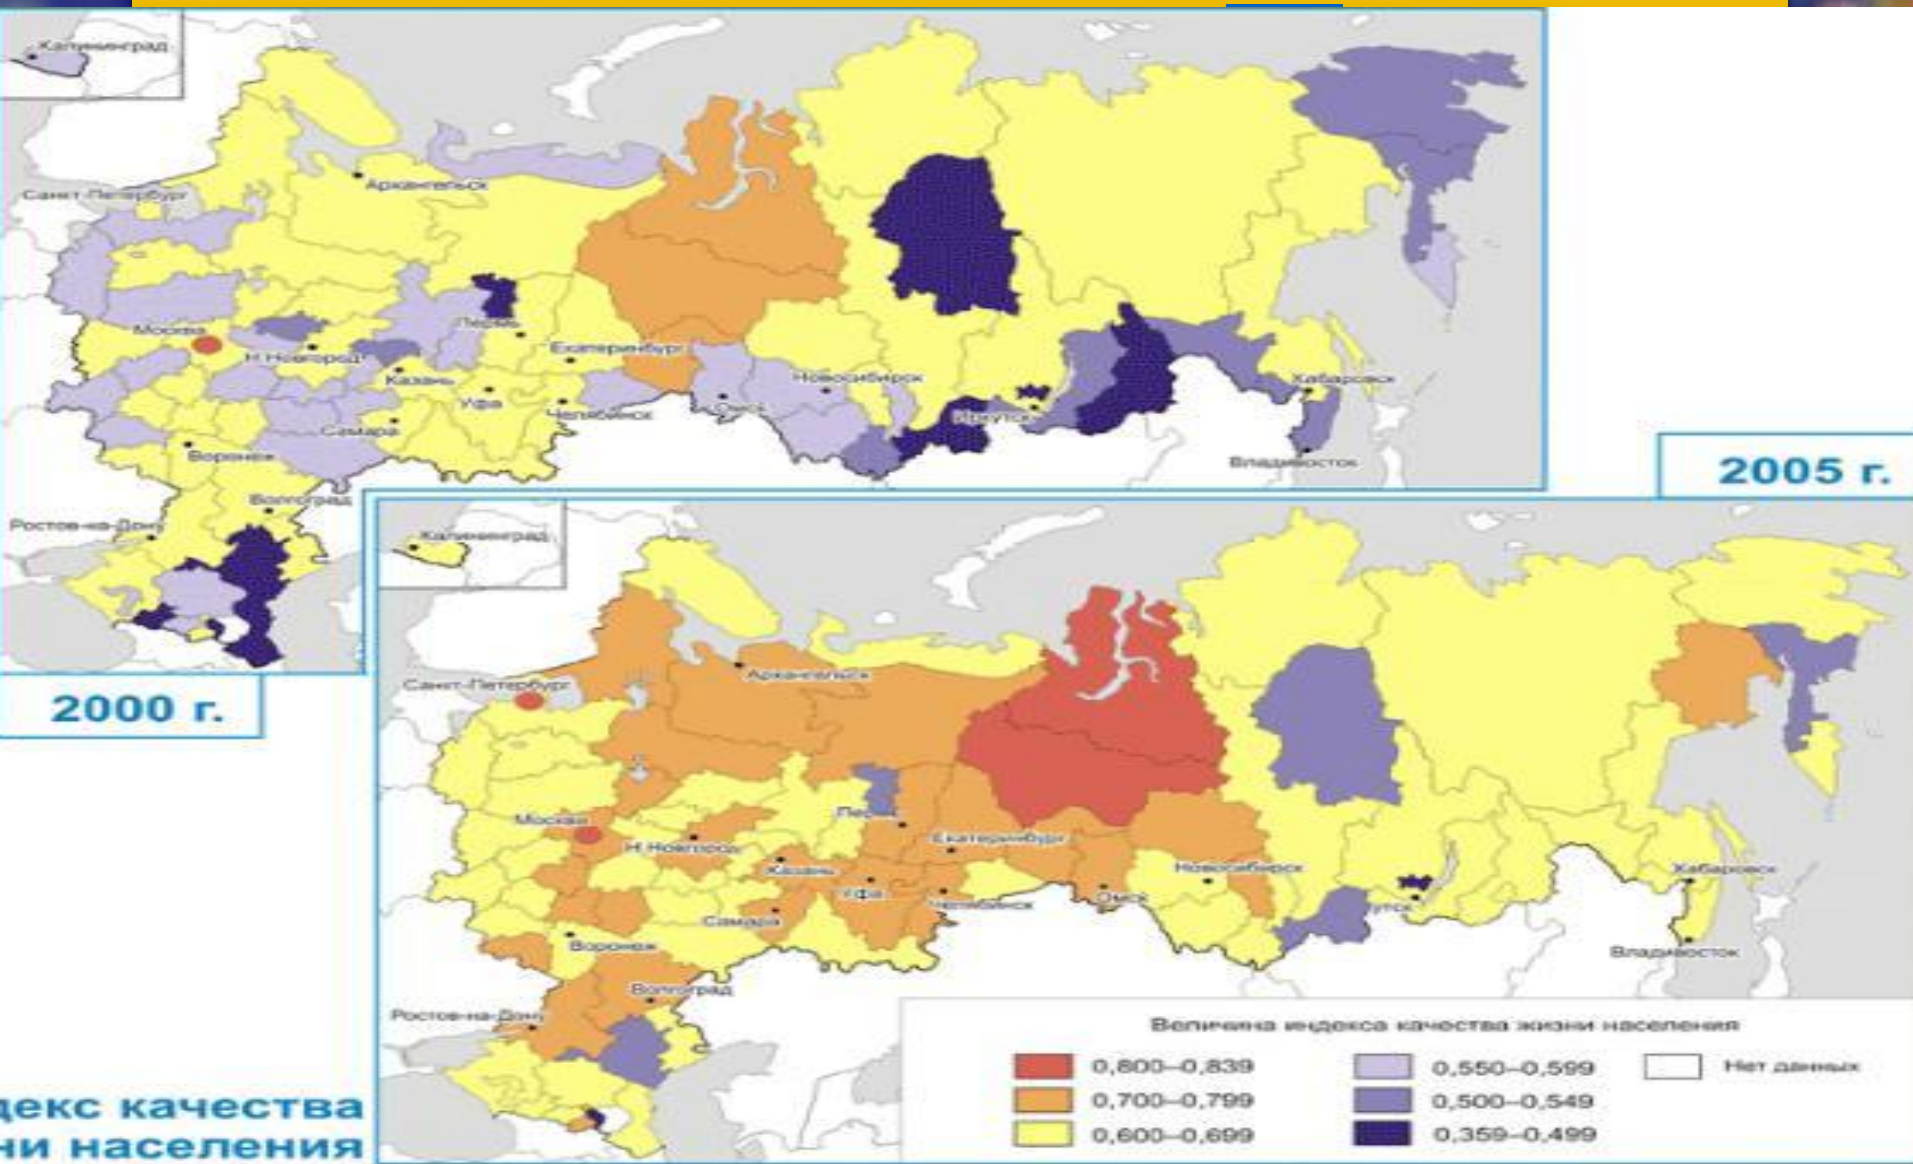 Калининград
Архангельск
Санкт-Петербург
Москва
Пермь
Н.Новгород
Екатеринбург
Казань
Новосибирск
Уфа
Челябинск
Омск
Хабаровск
Самара
Иркутск
Воронеж
Владивосток
2005 г.
Волгоград
Ростов-на-Дону
2000 г.
Калининград
Архангельск
Санкт-Петербург
Москва
Пермь
Н.Новгород
Екатеринбург
Казань
Новосибирск
Хабаровск
Уфа
Челябинск
Омск
утск
Самара
Воронеж
Владивосток
Волгоград
Ростов-на-Дону
Величина индекса качества жизни населения
0,800–0,839 0,550–0,599 Нет данных
0,700–0,799 0,500–0,549
0,600–0,699 0,359–0,499
декс качества
ни населения